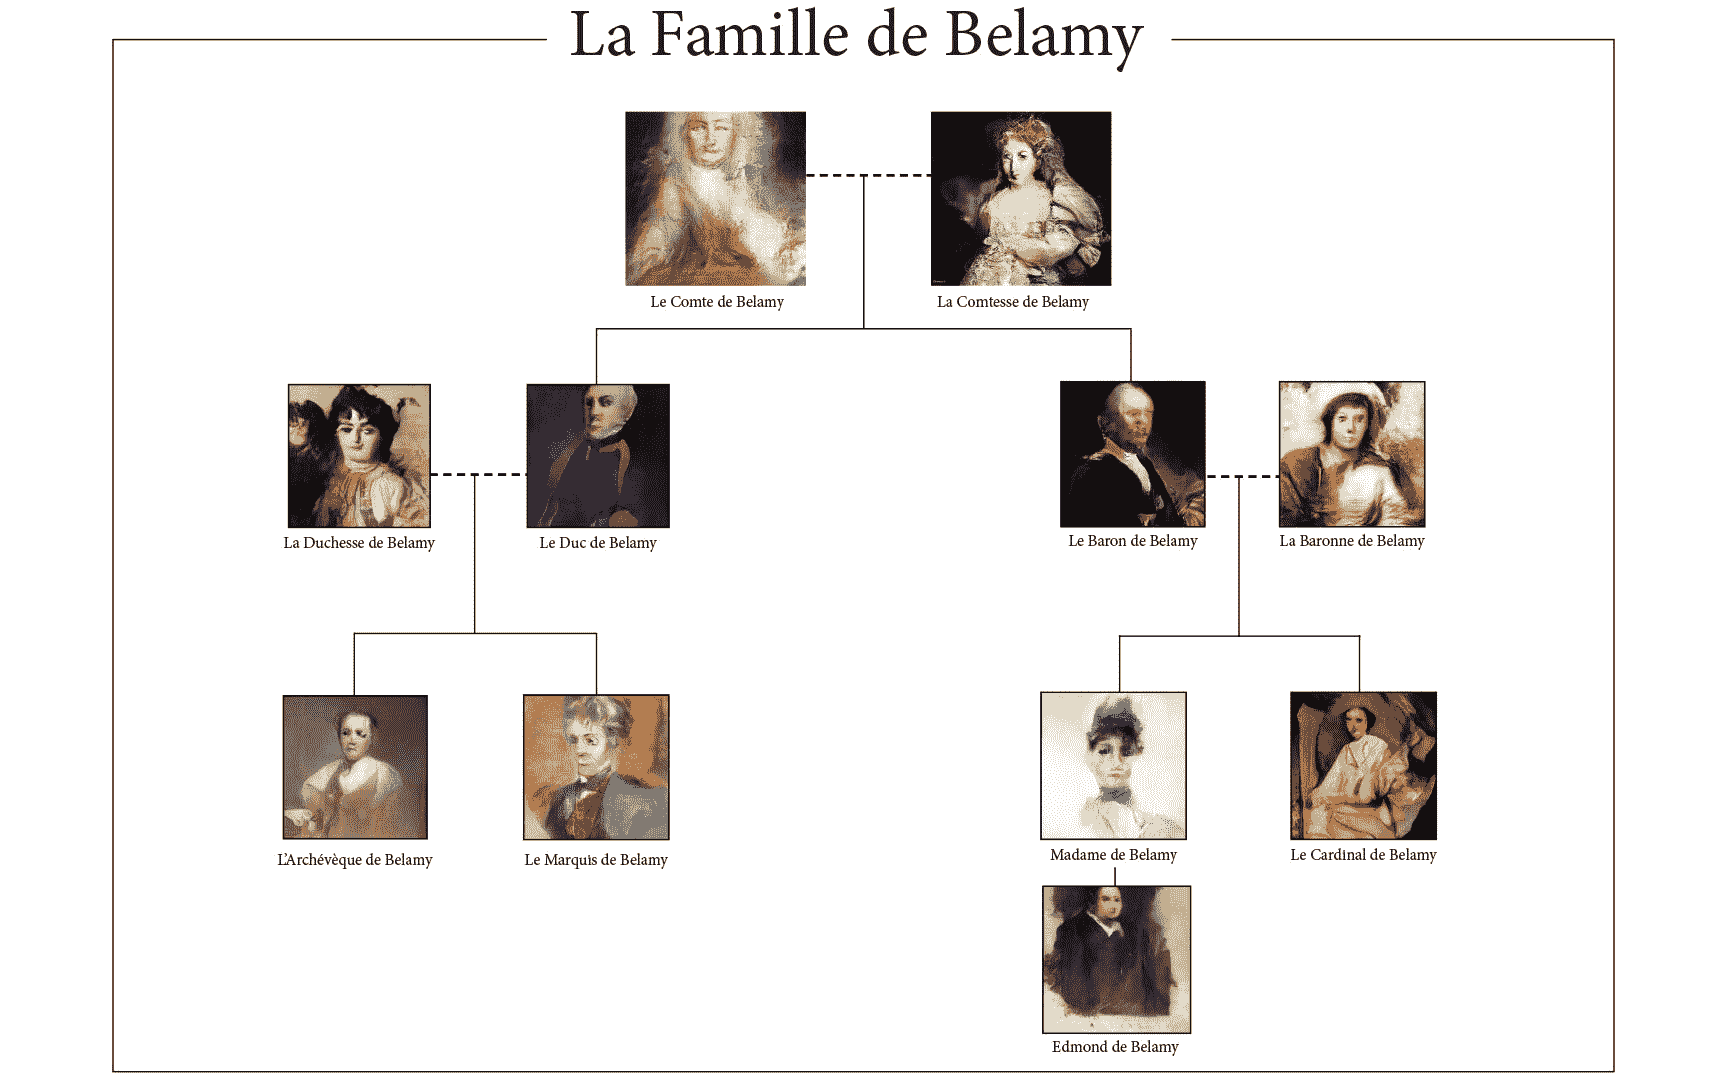 La Famille de Belamy
Le Comte de Belamy
La Comtesse de Belamy
La Duchesse de Belamy
Le Duc de Belamy
Le Baron de Belamy
La Baronne de Belamy
L'Archévèque de Belamy
Le Marquis de Belamy
Madame de Belamy
Le Cardinal de Belamy
Edmond de Belamy